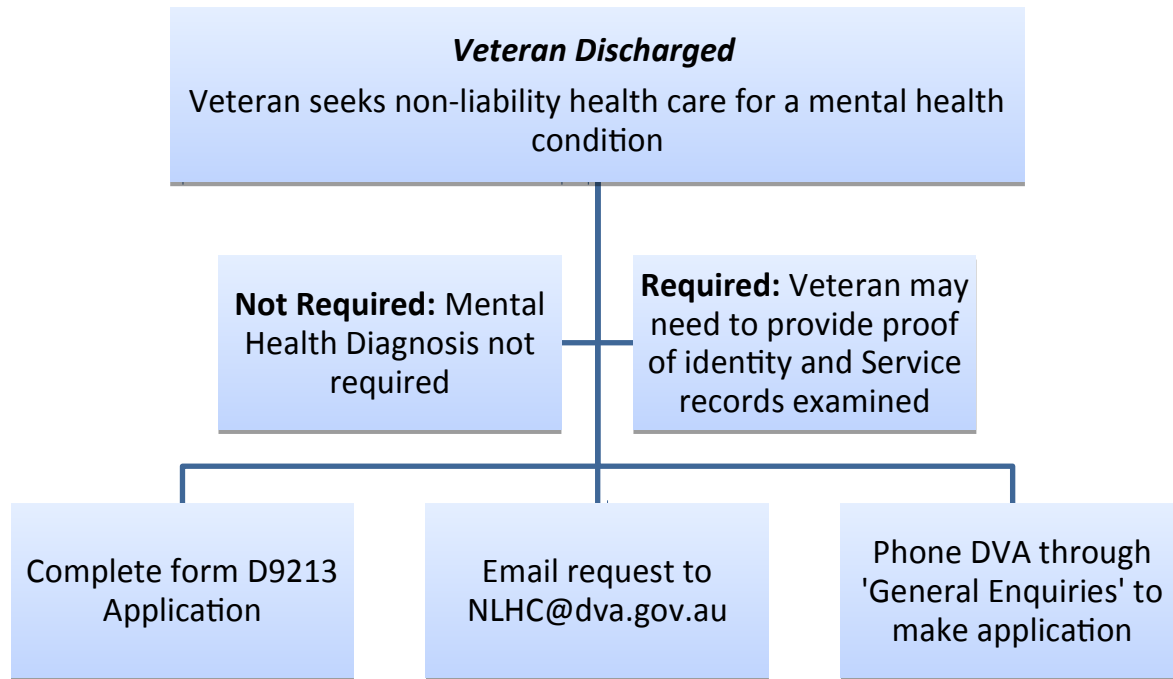 Veteran Discharged
Veteran seeks non-liability health care for a mental health
condition
Not Required: Mental
Health Diagnosis not
required
Required: Veteran may
need to provide proof
of identity and Service
records examined
Complete form D9213
Application
Email request to
NLHC@dva.gov.au
Phone DVA through
'General Enquiries' to
make application